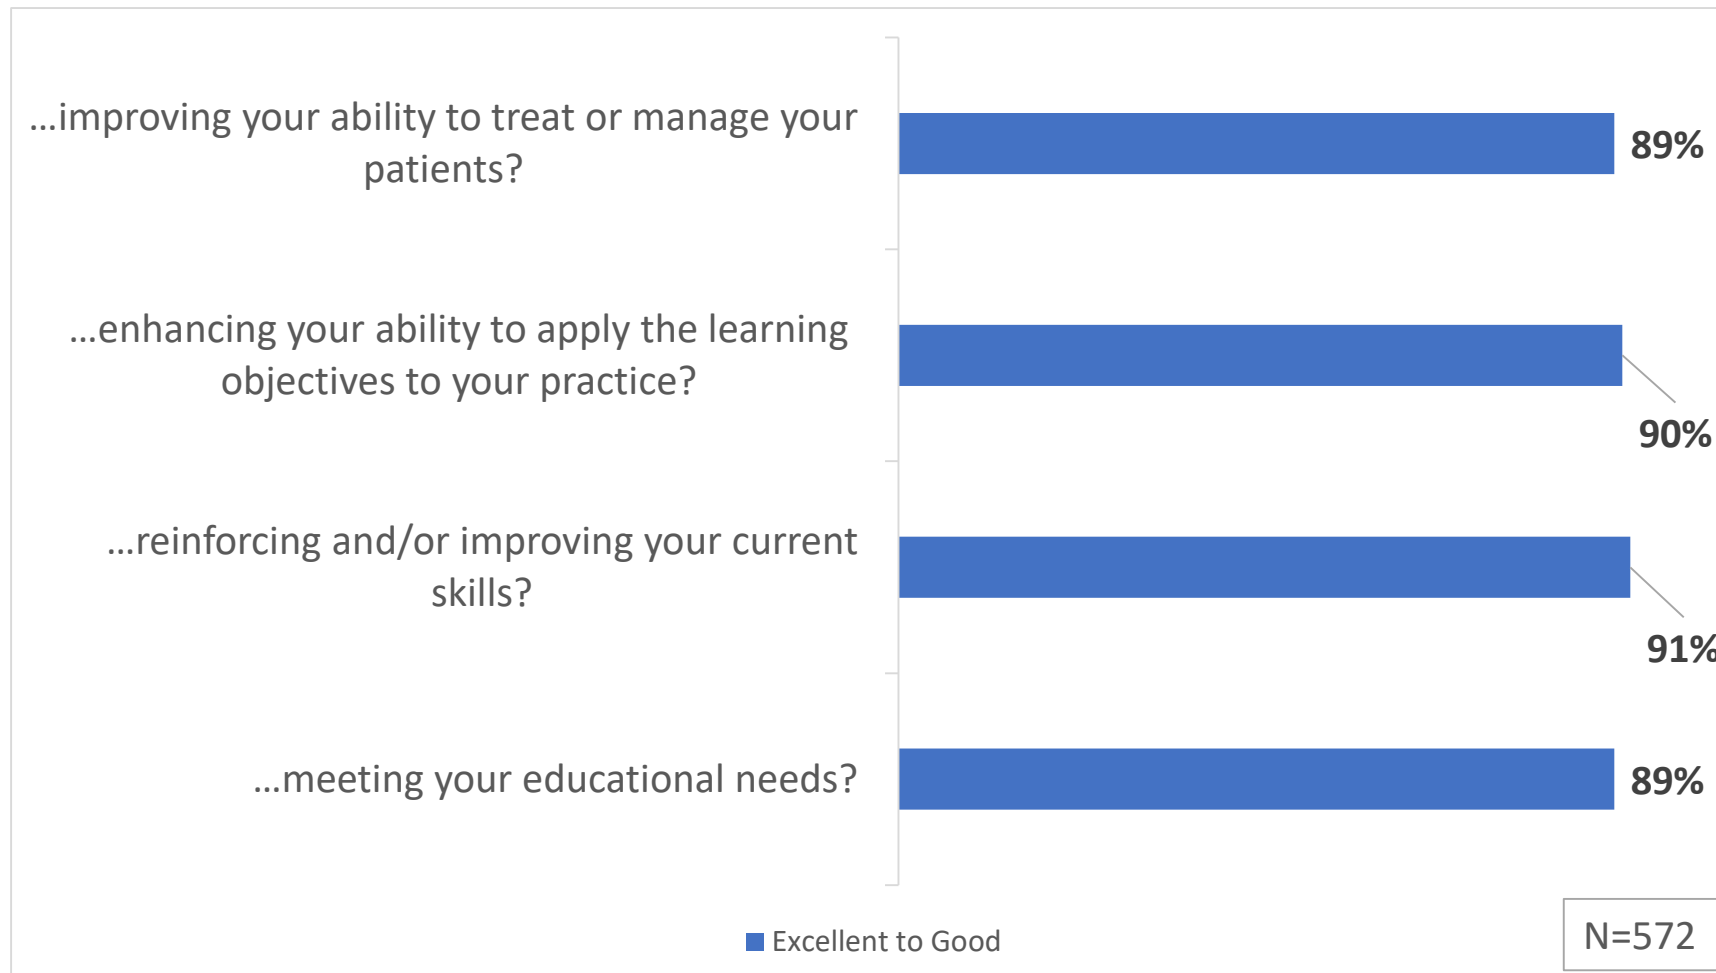 ...improving your ability to treat or manage your
patients?
89%
...enhancing your ability to apply the learning
objectives to your practice?
90%
...reinforcing and/or improving your current
skills?
91%
...meeting your educational needs?
89%
Excellent to Good
N=572